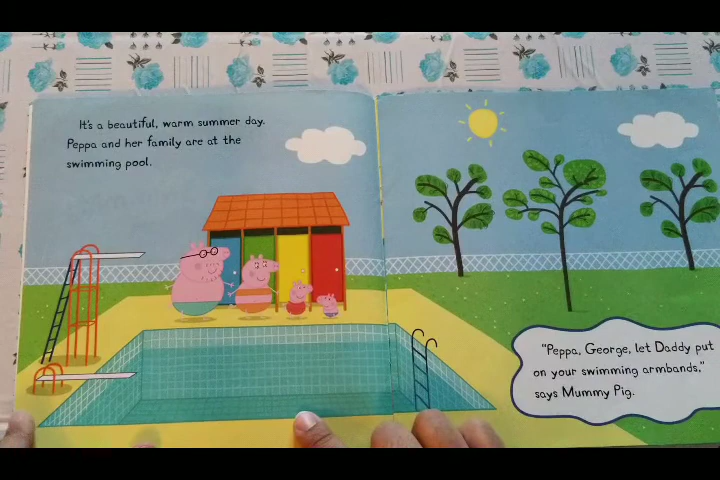 It's a beautiful, warm summer day.
Peppa and her family are at the
swimming pool.
"Peppa, George, let Daddy put
on your swimming armbands,"
says Mummy Pig.